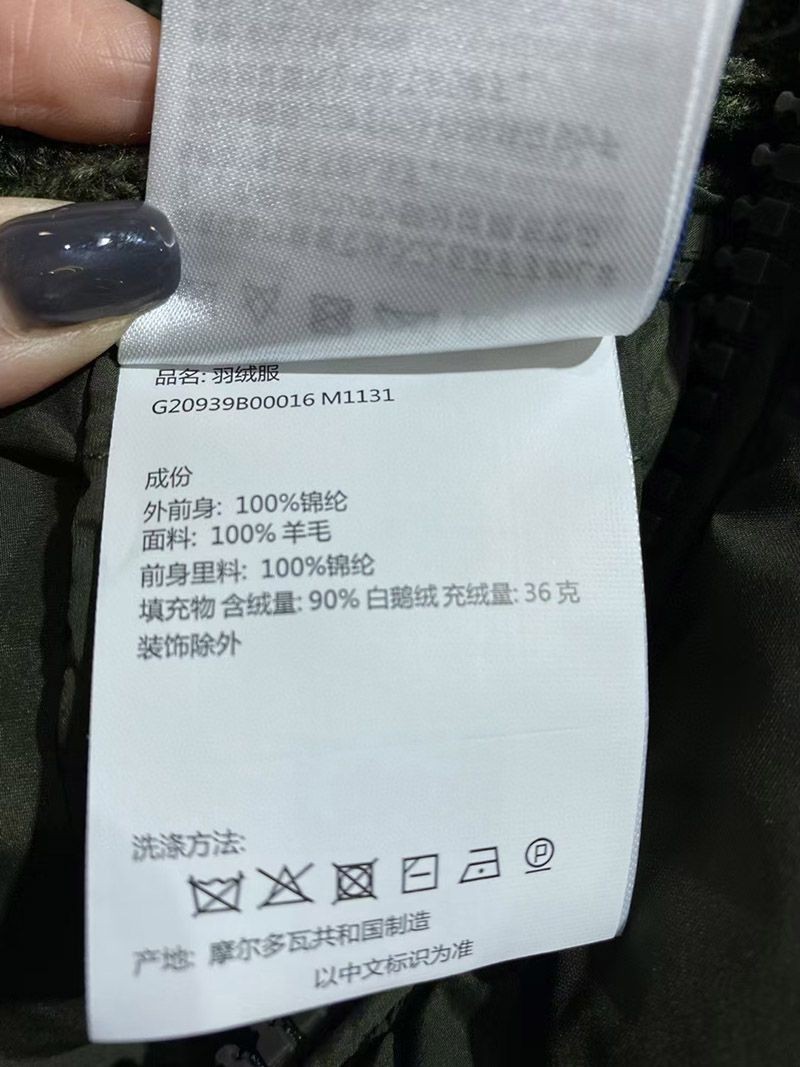 品名: 羽绒服
G20939B00016 M1131
成份
外前身: 100%锦纶
面料: 100% 羊毛
前身里料: 100%锦纶
填充物 含绒量: 90% 白鹅绒 充绒量: 36 克
装饰除外
洗涤方法:
P
产地: 摩尔多瓦共和国制造
以中文标识为准